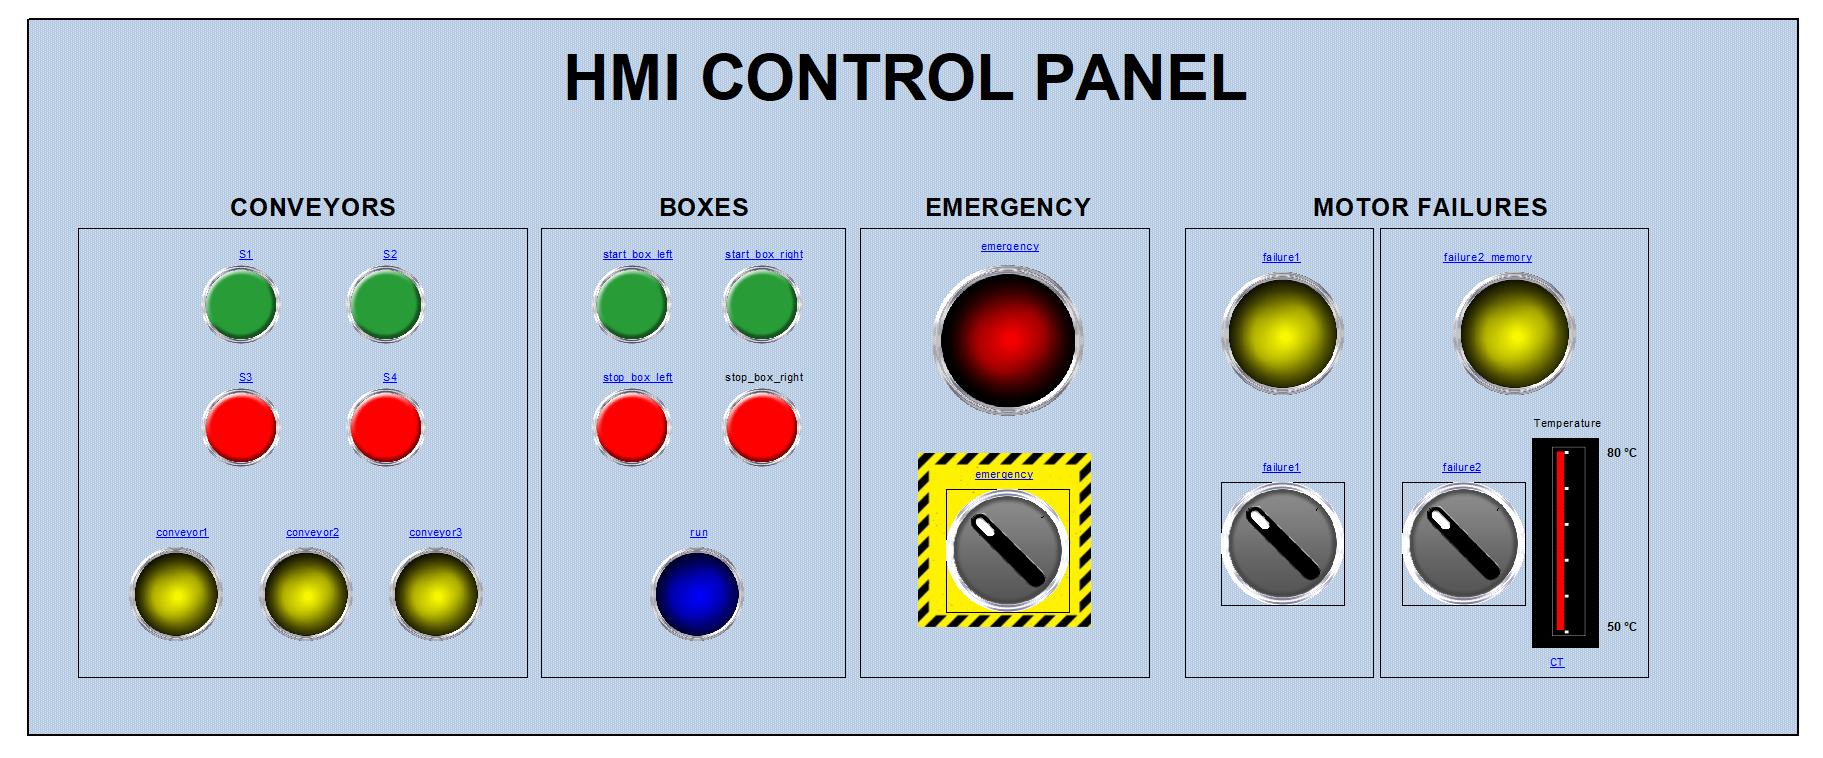 HMI CONTROL PANEL
CONVEYORS
S1
S2
S3
S4
conveyor1
conveyor2
conveyor3
BOXES
start_box_left
start_box_right
stop_box_left
stop_box_right
run
EMERGENCY
emergency
emergency
MOTOR FAILURES
failure1
failure1
failure2_memory
failure2
Temperature
80 °C
50 °C
CT